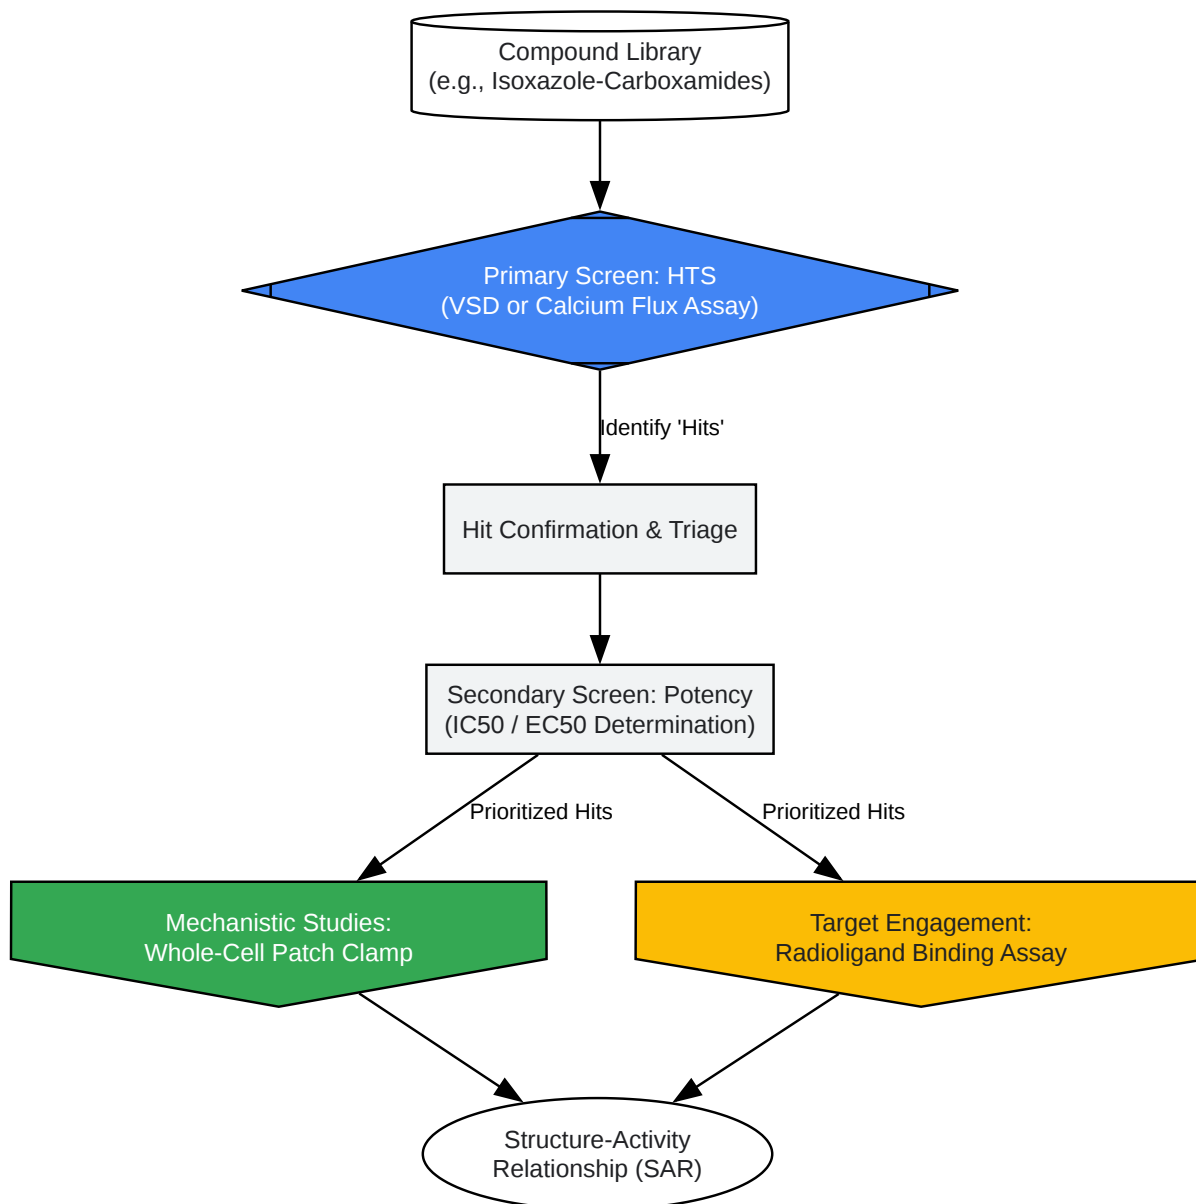 Compound Library
(e.g., Isoxazole-Carboxamides)
Primary Screen: HTS
(VSD or Calcium Flux Assay)
Identify 'Hits'
Hit Confirmation & Triage
Secondary Screen: Potency
(IC50 / EC50 Determination)
Prioritized Hits
Prioritized Hits
Mechanistic Studies:
Whole-Cell Patch Clamp
Target Engagement:
Radioligand Binding Assay
Structure-Activity
Relationship (SAR)